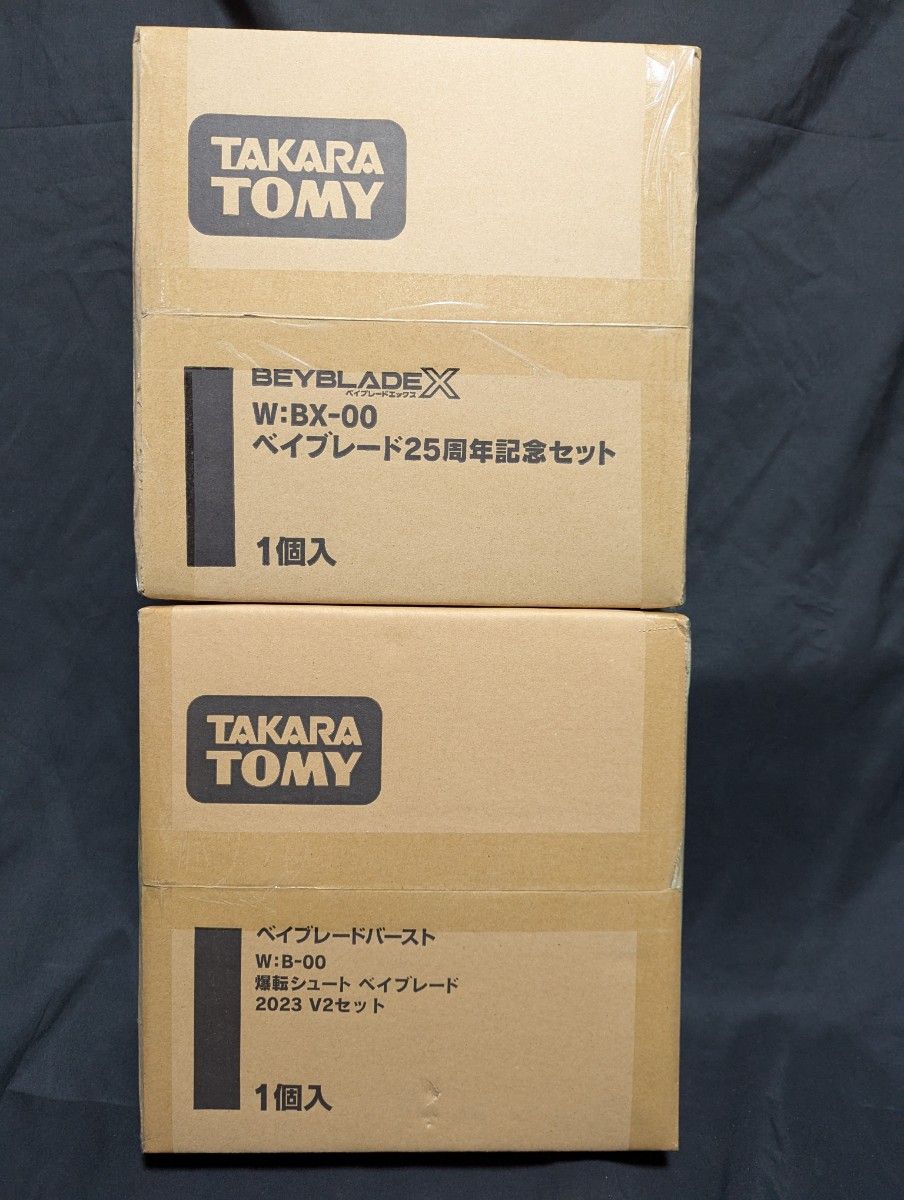 TAKARA
TOMY
BEYBLADE X
ベイブレードエックス
W:BX-00
ベイブレード25周年記念セット
1個入
TAKARA
TOMY
ベイブレードバースト
W:B-00
爆転シュート ベイブレード
2023 V2セット
1個入